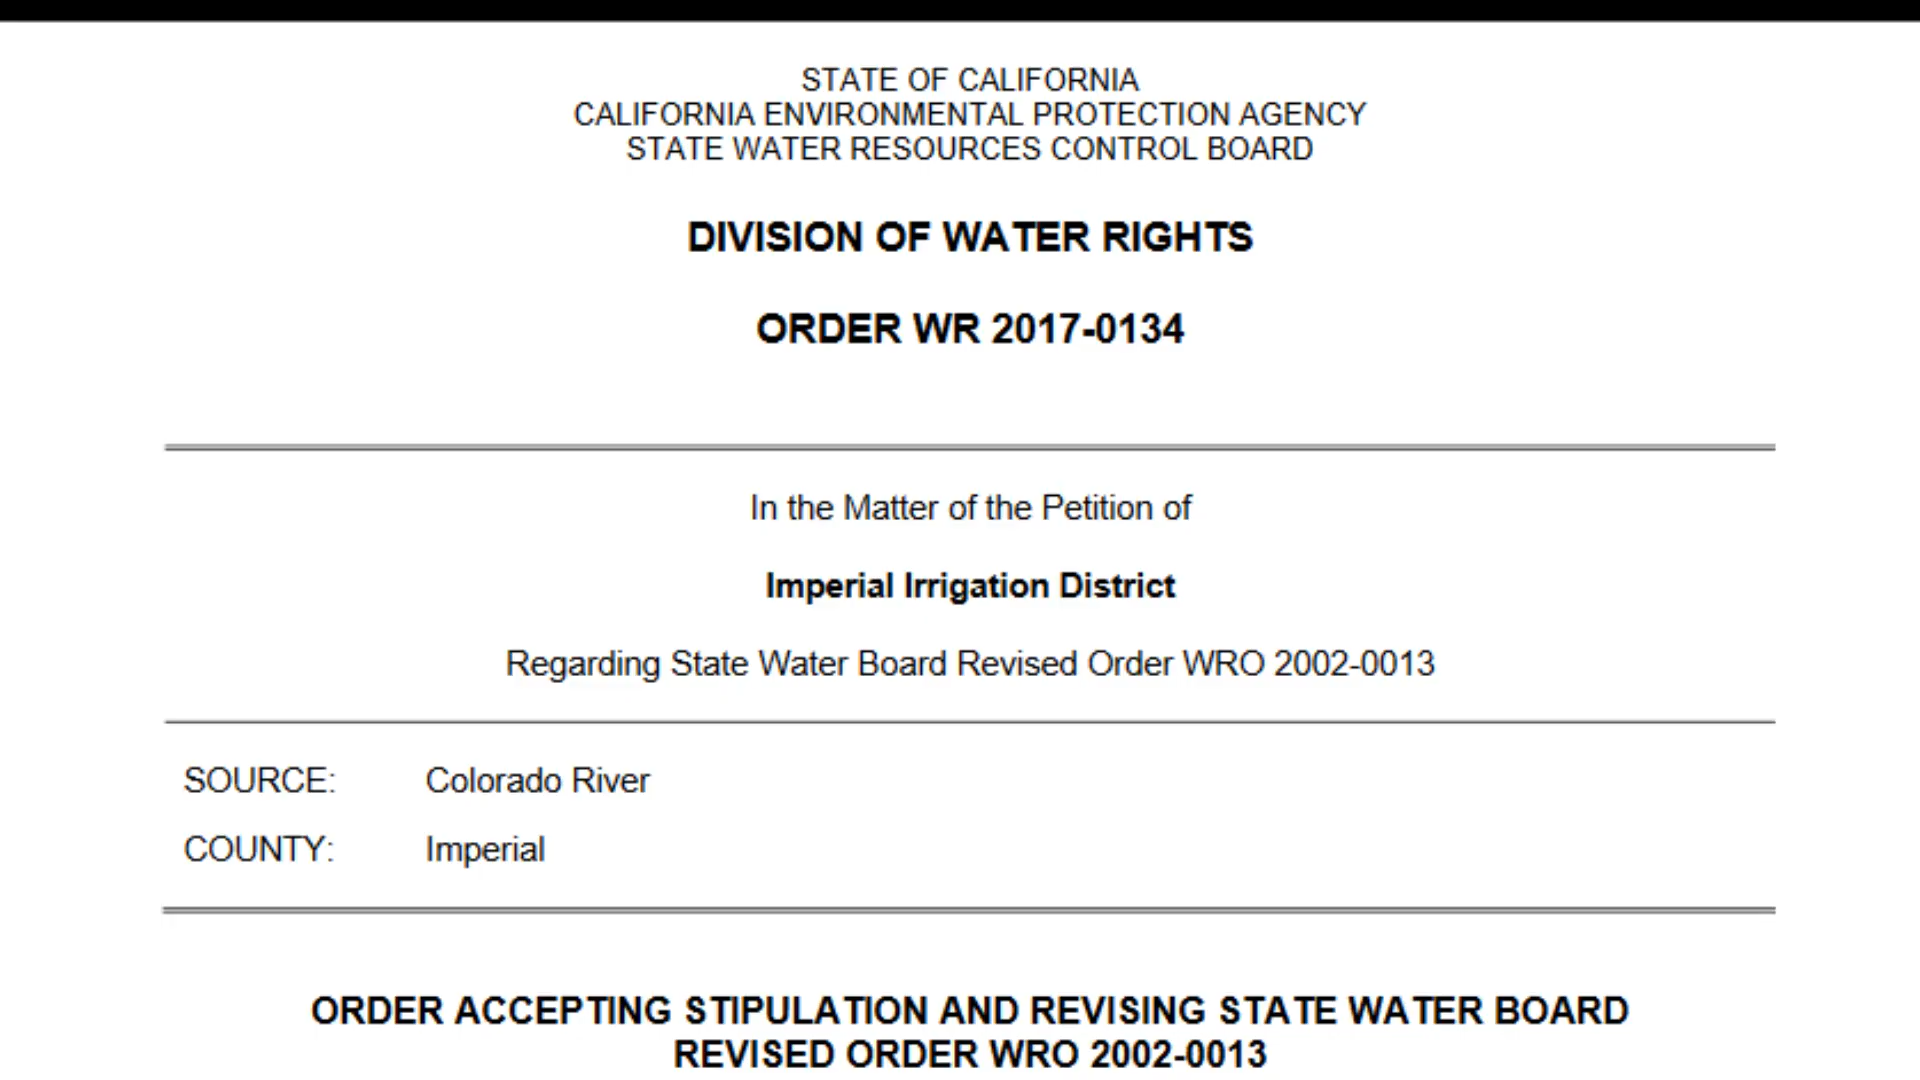 STATE OF CALIFORNIA
CALIFORNIA ENVIRONMENTAL PROTECTION AGENCY
STATE WATER RESOURCES CONTROL BOARD
DIVISION OF WATER RIGHTS
ORDER WR 2017-0134
In the Matter of the Petition of
Imperial Irrigation District
Regarding State Water Board Revised Order WRO 2002-0013
SOURCE: Colorado River
COUNTY: Imperial
ORDER ACCEPTING STIPULATION AND REVISING STATE WATER BOARD
REVISED ORDER WRO 2002-0013